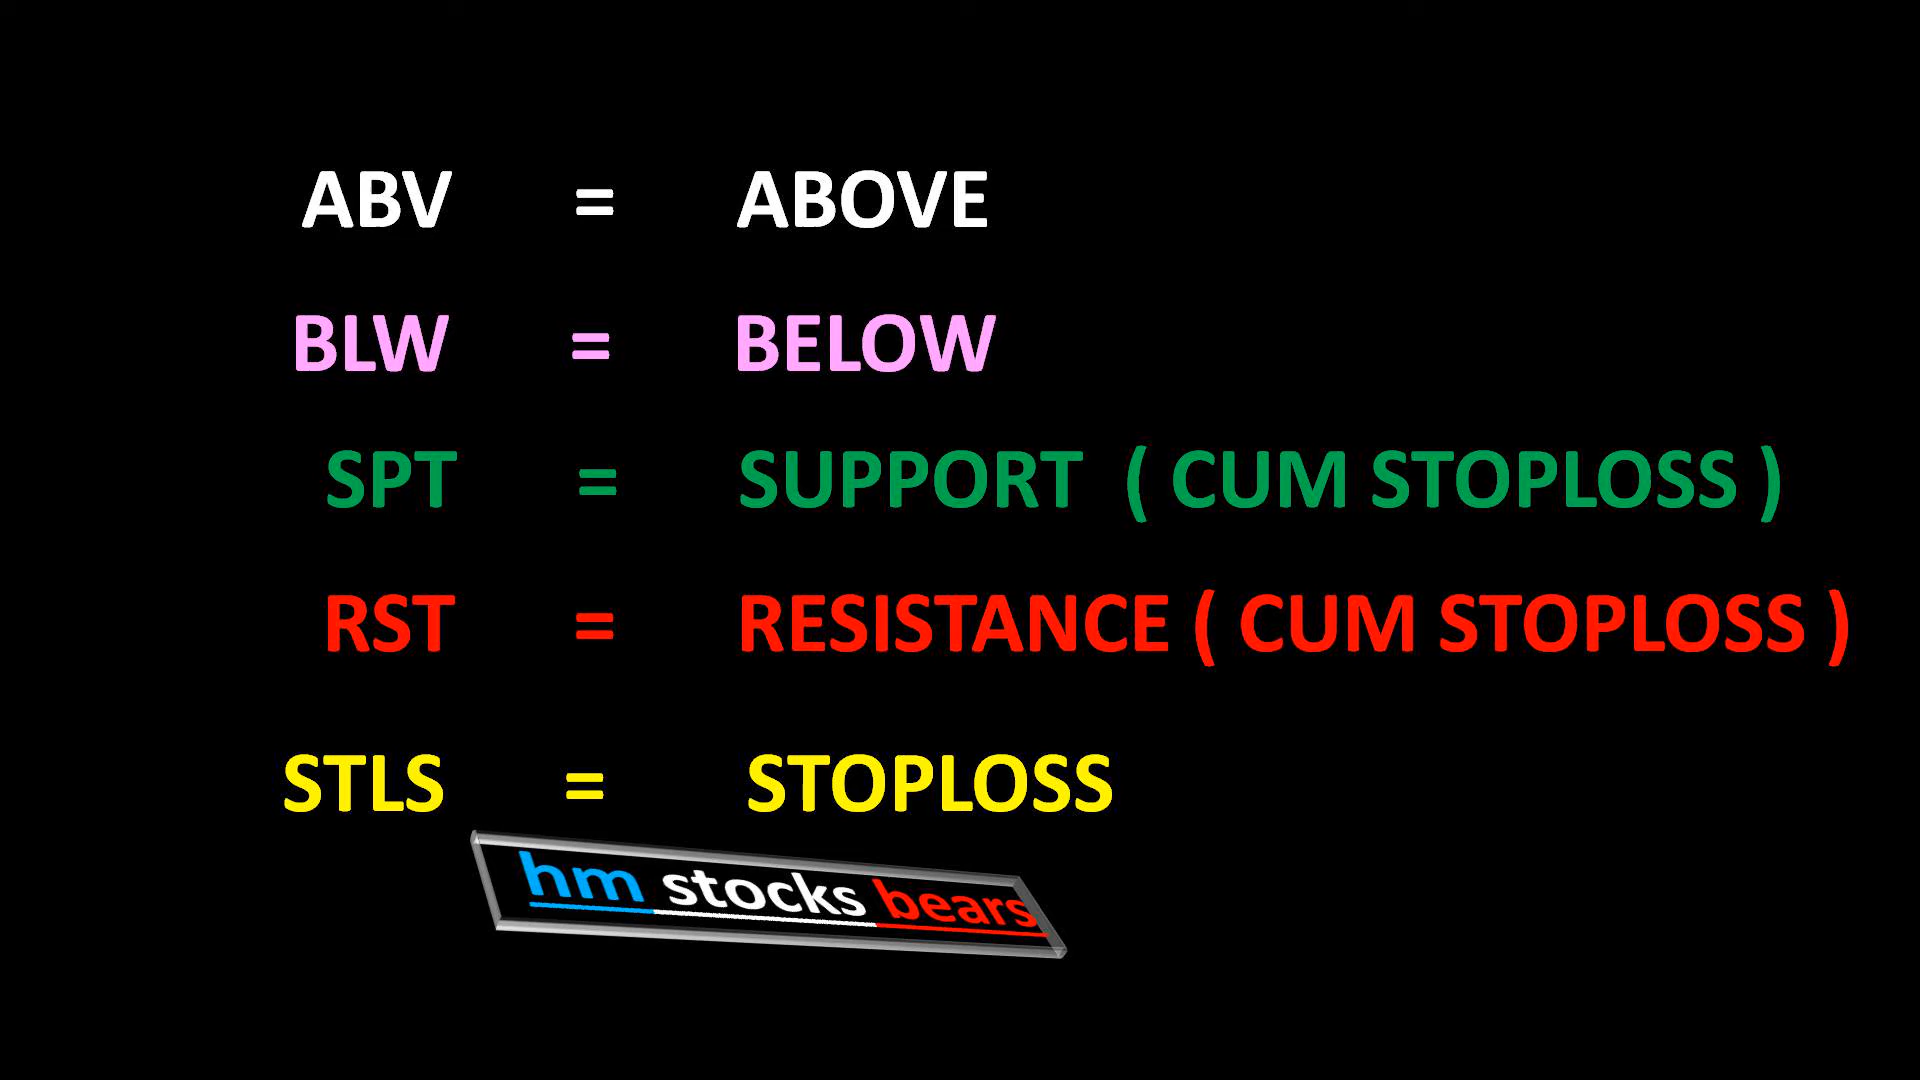 ABV = ABOVE
BLW = BELOW
SPT = SUPPORT ( CUM STOPLOSS )
RST = RESISTANCE ( CUM STOPLOSS )
STLS = STOPLOSS
hm stocks bears